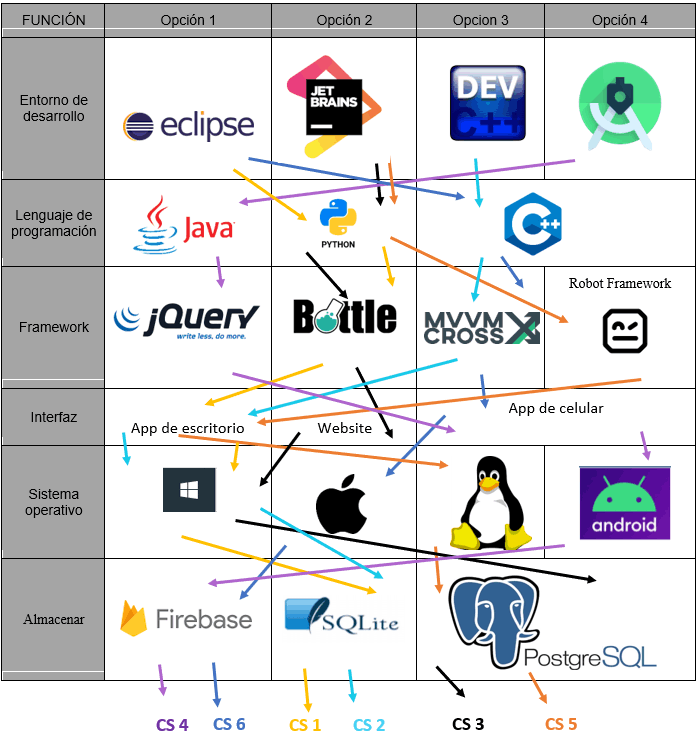 FUNCIÓN Opción 1 Opción 2 Opcion 3 Opción 4
Entorno de
desarrollo
eclipse
JET
BRAINS
DEV
C++
Lenguaje de
programación
Java
PYTHON
C++
Framework
jQuery
write less. do more.
Bottle
MVVM
CROSS
Robot Framework
Interfaz
App de escritorio
Website
App de celular
Sistema
operativo
android
Almacenar
Firebase
SQLite
PostgreSQL
CS 4 CS 6 CS 1 CS 2 CS 3 CS 5